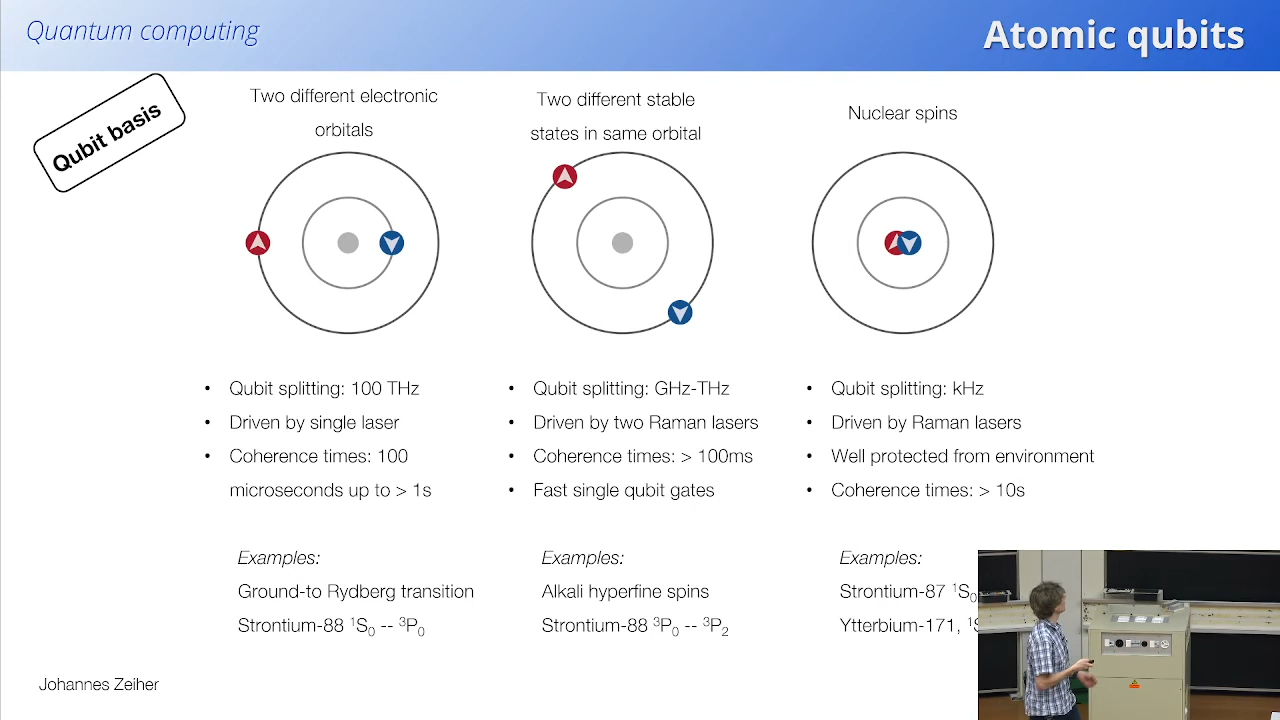 Quantum computing
Atomic qubits
Qubit basis
Two different electronic
orbitals
Two different stable
states in same orbital
Nuclear spins
• Qubit splitting: 100 THz
• Driven by single laser
• Coherence times: 100
microseconds up to > 1s
• Qubit splitting: GHz-THz
• Driven by two Raman lasers
• Coherence times: > 100ms
• Fast single qubit gates
• Qubit splitting: kHz
• Driven by Raman lasers
• Well protected from environment
• Coherence times: > 10s
Examples:
Ground-to Rydberg transition
Strontium-88 ¹S₀ -- ³P₀
Examples:
Alkali hyperfine spins
Strontium-88 ³P₀ -- ³P₂
Examples:
Strontium-87 ¹S₀
Ytterbium-171, ¹S
Johannes Zeiher